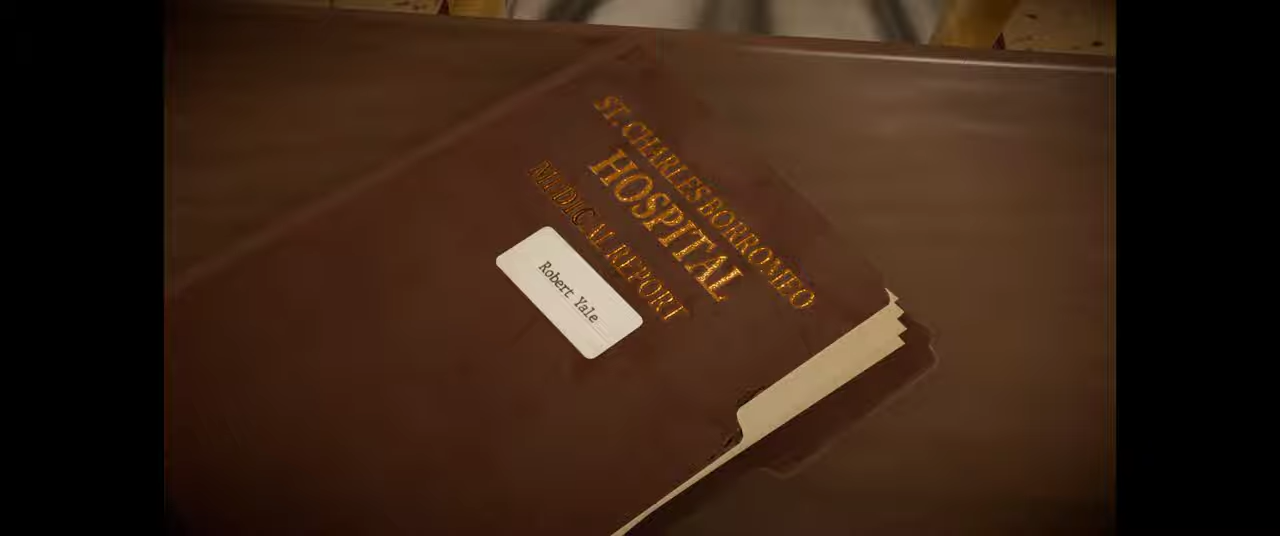 ST. CHARLES BORROMEO
HOSPITAL
MEDICAL REPORT
Robert Yale